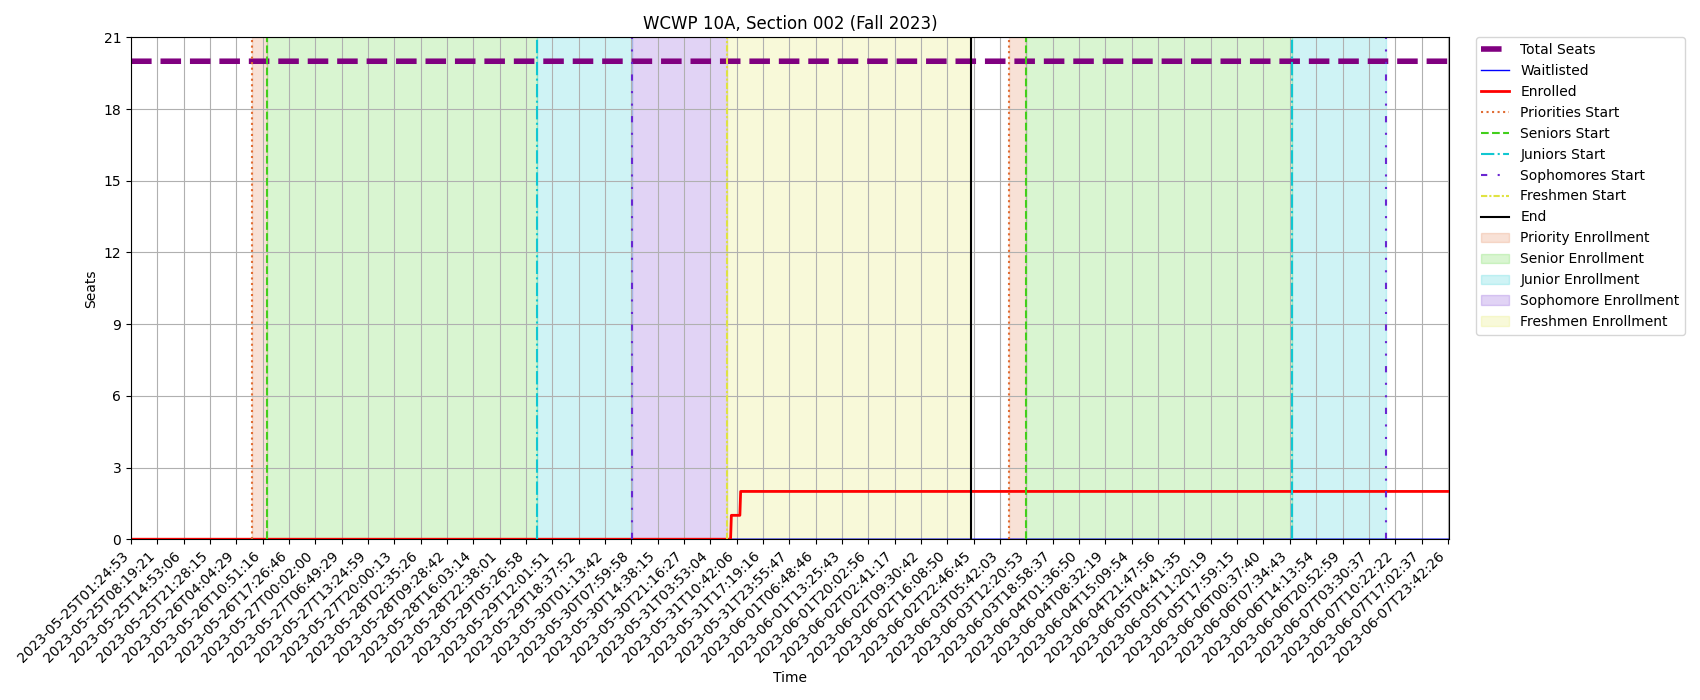 WCWP 10A, Section 002 (Fall 2023)
21
18
15
12
9
6
3
0
Seats
2023-05-25T01:24:53
2023-05-25T08:19:21
2023-05-25T14:53:06
2023-05-25T21:28:15
2023-05-26T04:04:29
2023-05-26T10:51:16
2023-05-26T17:26:46
2023-05-27T00:02:00
2023-05-27T06:49:29
2023-05-27T13:24:59
2023-05-27T20:00:13
2023-05-28T02:35:26
2023-05-28T09:28:42
2023-05-28T16:03:14
2023-05-28T22:38:01
2023-05-29T05:26:58
2023-05-29T12:01:51
2023-05-29T18:37:52
2023-05-30T01:13:42
2023-05-30T07:59:58
2023-05-30T14:38:15
2023-05-30T21:16:27
2023-05-31T03:53:04
2023-05-31T10:42:06
2023-05-31T17:19:16
2023-05-31T23:55:47
2023-06-01T06:48:46
2023-06-01T13:25:43
2023-06-01T20:02:56
2023-06-02T02:41:17
2023-06-02T09:30:42
2023-06-02T16:08:50
2023-06-02T22:46:45
2023-06-03T05:42:03
2023-06-03T12:20:53
2023-06-03T18:58:37
2023-06-04T01:36:50
2023-06-04T08:32:19
2023-06-04T15:09:54
2023-06-04T21:47:56
2023-06-05T04:41:35
2023-06-05T11:20:19
2023-06-05T17:59:15
2023-06-06T00:37:40
2023-06-06T07:34:43
2023-06-06T14:13:54
2023-06-06T20:52:59
2023-06-07T03:30:37
2023-06-07T10:22:22
2023-06-07T17:02:37
2023-06-07T23:42:26
Time
Total Seats
Waitlisted
Enrolled
Priorities Start
Seniors Start
Juniors Start
Sophomores Start
Freshmen Start
End
Priority Enrollment
Senior Enrollment
Junior Enrollment
Sophomore Enrollment
Freshmen Enrollment